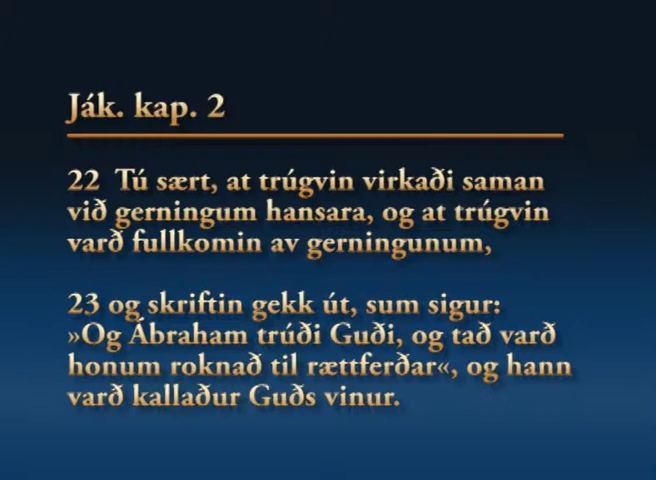 Ják. kap. 2
22 Tú sært, at trúgvin virkaði saman
við gerningum hansara, og at trúgvin
varð fullkomin av gerningunum,
23 og skriftin gekk út, sum sigur:
»Og Ábraham trúði Guði, og tað varð
honum roknað til rættferðar«, og hann
varð kallaður Guðs vinur.